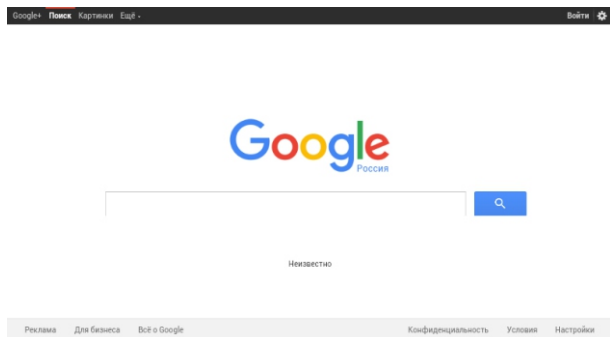 Google+ Поиск Картинки Ещё Войти
Google
Россия
Неизвестно
Реклама Для бизнеса Всё о Google Конфиденциальность Условия Настройки